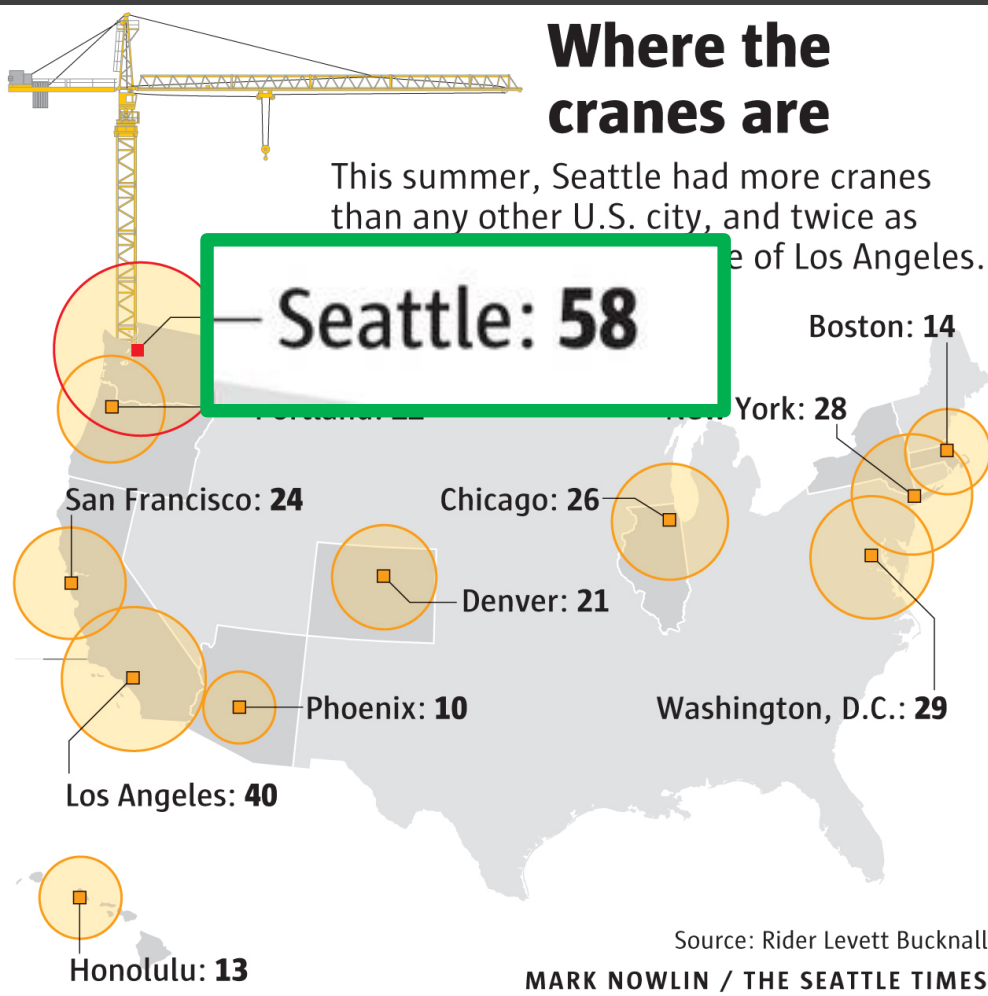 Where the
cranes are
This summer, Seattle had more cranes
than any other U.S. city, and twice as
e of Los Angeles.
Seattle: 58
Boston: 14
York: 28
San Francisco: 24
Chicago: 26
Denver: 21
Phoenix: 10
Washington, D.C.: 29
Los Angeles: 40
Honolulu: 13
Source: Rider Levett Bucknall
MARK NOWLIN / THE SEATTLE TIMES